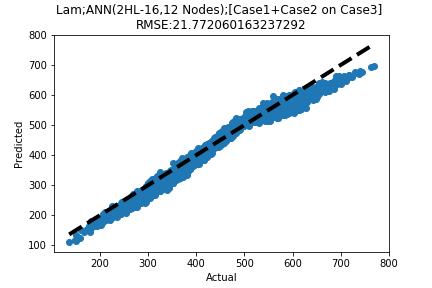 Lam;ANN(2HL-16,12 Nodes);[Case1+Case2 on Case3]
RMSE:21.772060163237292
800
700
600
500
400
300
200
100
Predicted
200 300 400 500 600 700 800
Actual